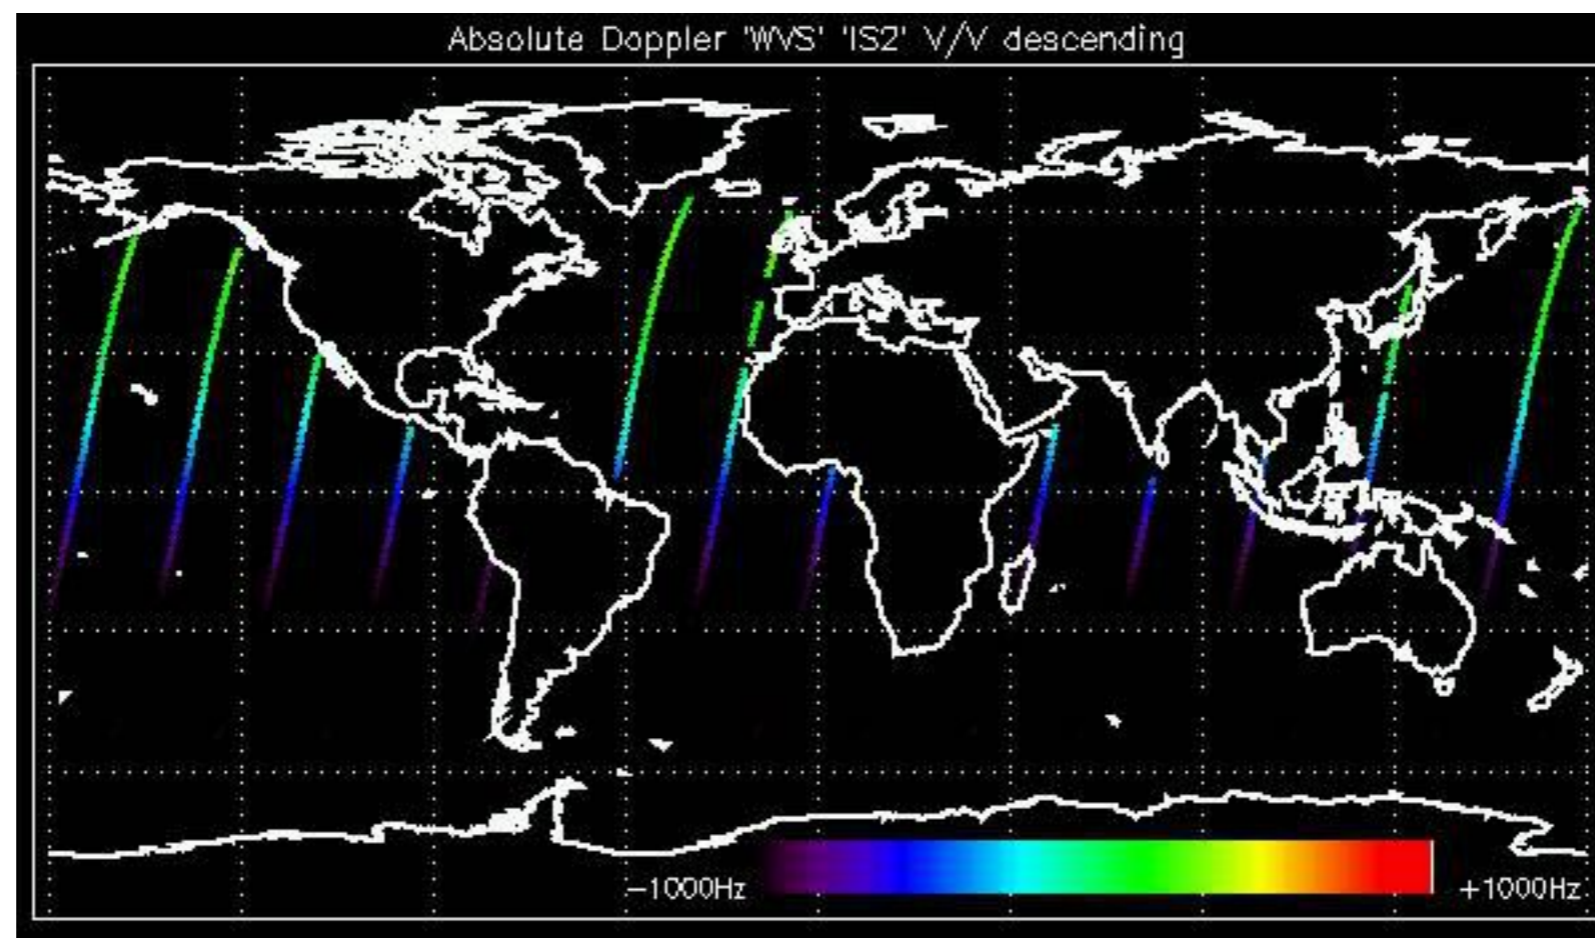 Absolute Doppler 'WVS' 'IS2' V/V descending
−1000Hz +1000Hz